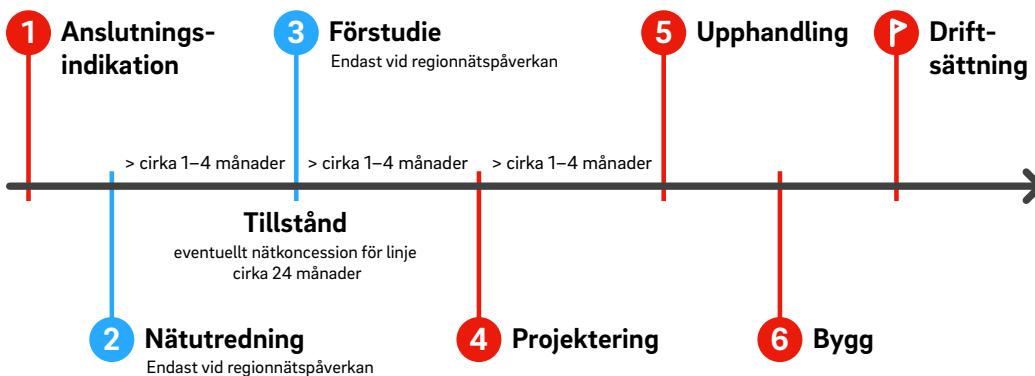 1 Anslutnings-
indikation
3 Förstudie
Endast vid regionnätspåverkan
5 Upphandling
Drift-
sättning
> cirka 1–4 månader
> cirka 1–4 månader
> cirka 1–4 månader
Tillstånd
eventuellt nätkoncession för linje
cirka 24 månader
2 Nätutredning
Endast vid regionnätspåverkan
4 Projektering
6 Bygg